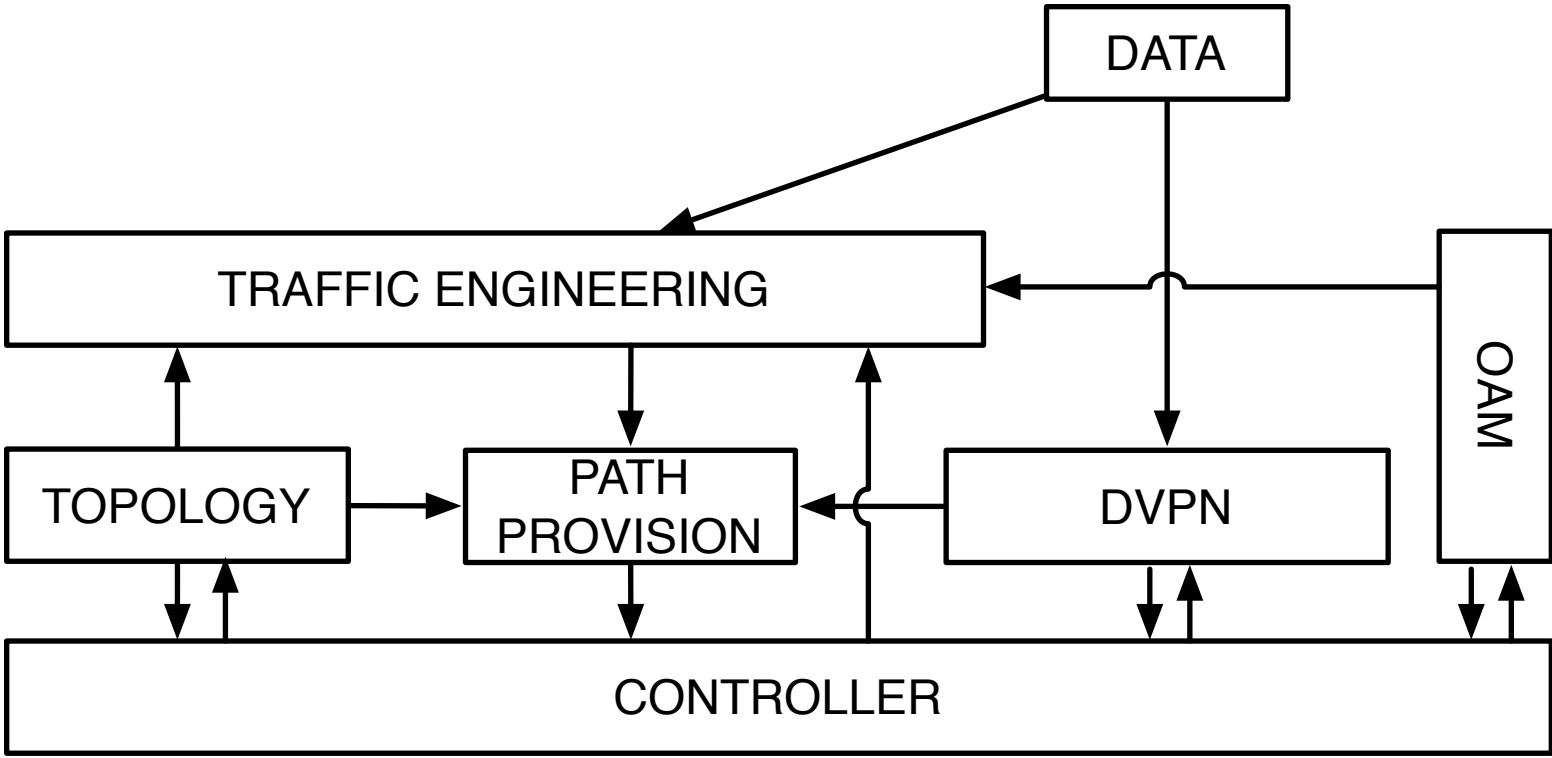 DATA
TRAFFIC ENGINEERING
OAM
TOPOLOGY
PATH
PROVISION
DVPN
CONTROLLER